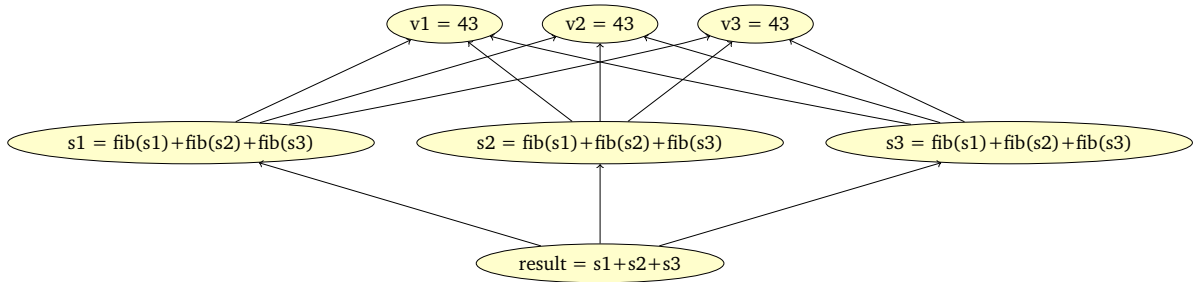 v1 = 43
v2 = 43
v3 = 43
s1 = fib(s1)+fib(s2)+fib(s3)
s2 = fib(s1)+fib(s2)+fib(s3)
s3 = fib(s1)+fib(s2)+fib(s3)
result = s1+s2+s3